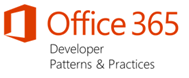 Office 365
Developer
Patterns & Practices